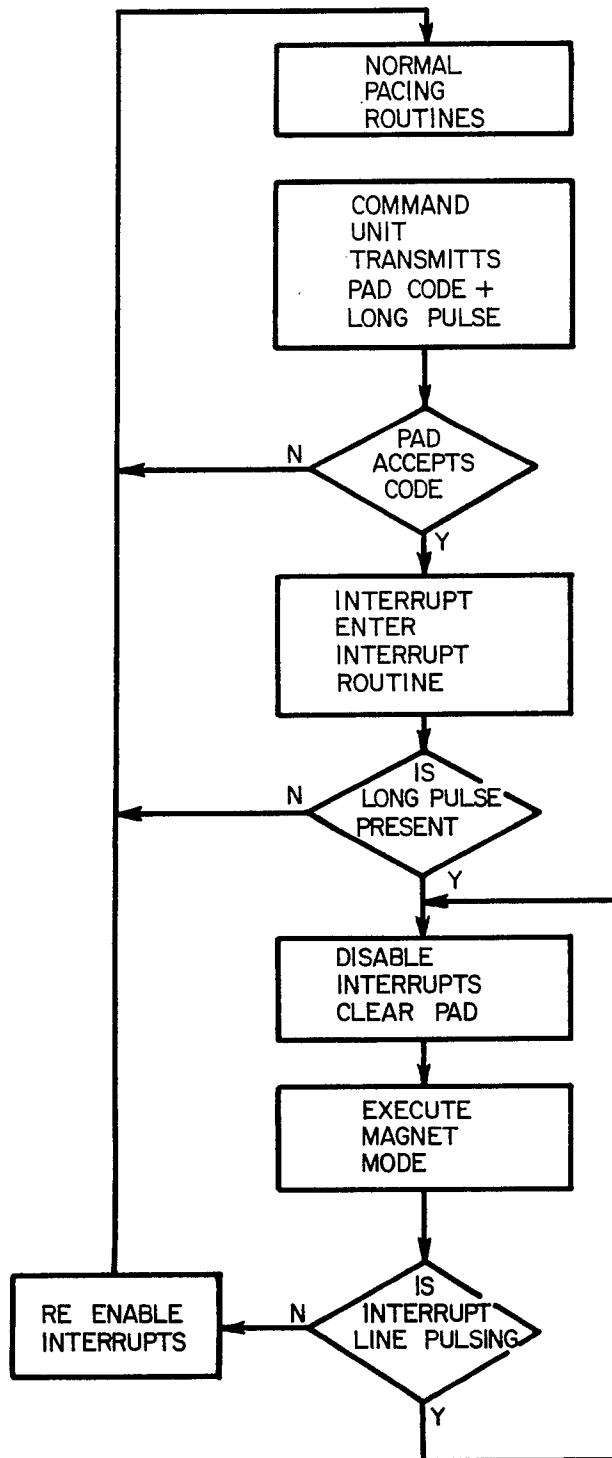 NORMAL
PACING
ROUTINES
COMMAND
UNIT
TRANSMITTS
PAD CODE +
LONG PULSE
PAD
ACCEPTS
CODE
N
Y
INTERRUPT
ENTER
INTERRUPT
ROUTINE
IS
LONG PULSE
PRESENT
N
Y
DISABLE
INTERRUPTS
CLEAR PAD
EXECUTE
MAGNET
MODE
IS
INTERRUPT
LINE PULSING
N
Y
RE ENABLE
INTERRUPTS